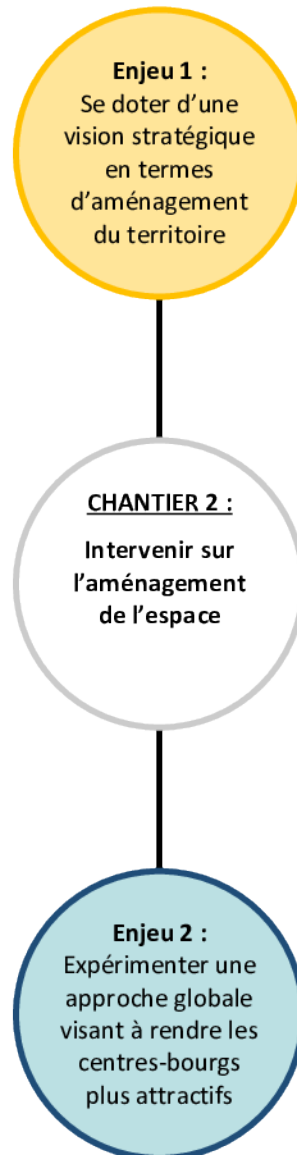 Enjeu 1 :
Se doter d’une
vision stratégique
en termes
d’aménagement
du territoire
CHANTIER 2 :
Intervenir sur
l’aménagement
de l’espace
Enjeu 2 :
Expérimenter une
approche globale
visant à rendre les
centres-bourgs
plus attractifs